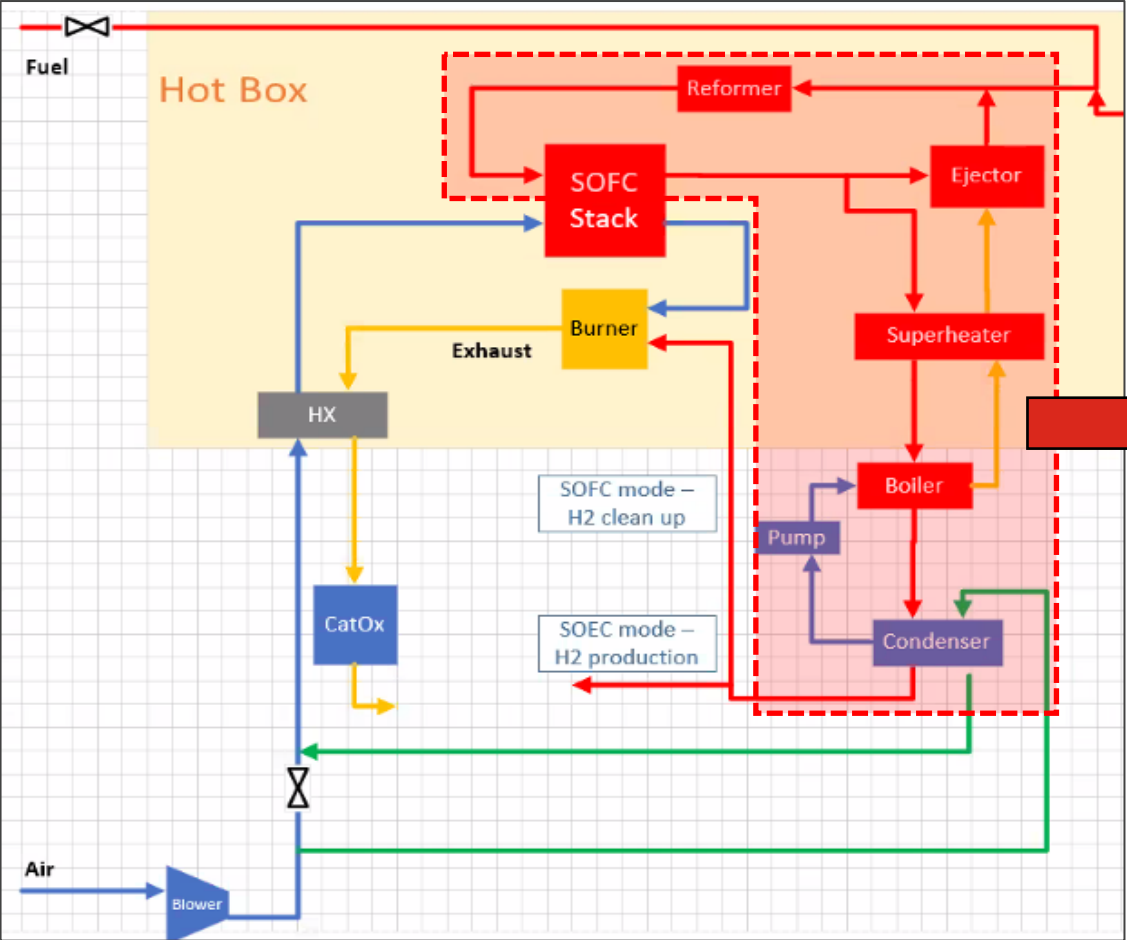 Fuel
Hot Box
Reformer
SOFC
Stack
Ejector
Burner
Superheater
Exhaust
HX
SOFC mode –
H2 clean up
Boiler
Pump
CatOx
SOEC mode –
H2 production
Condenser
Air
Blower